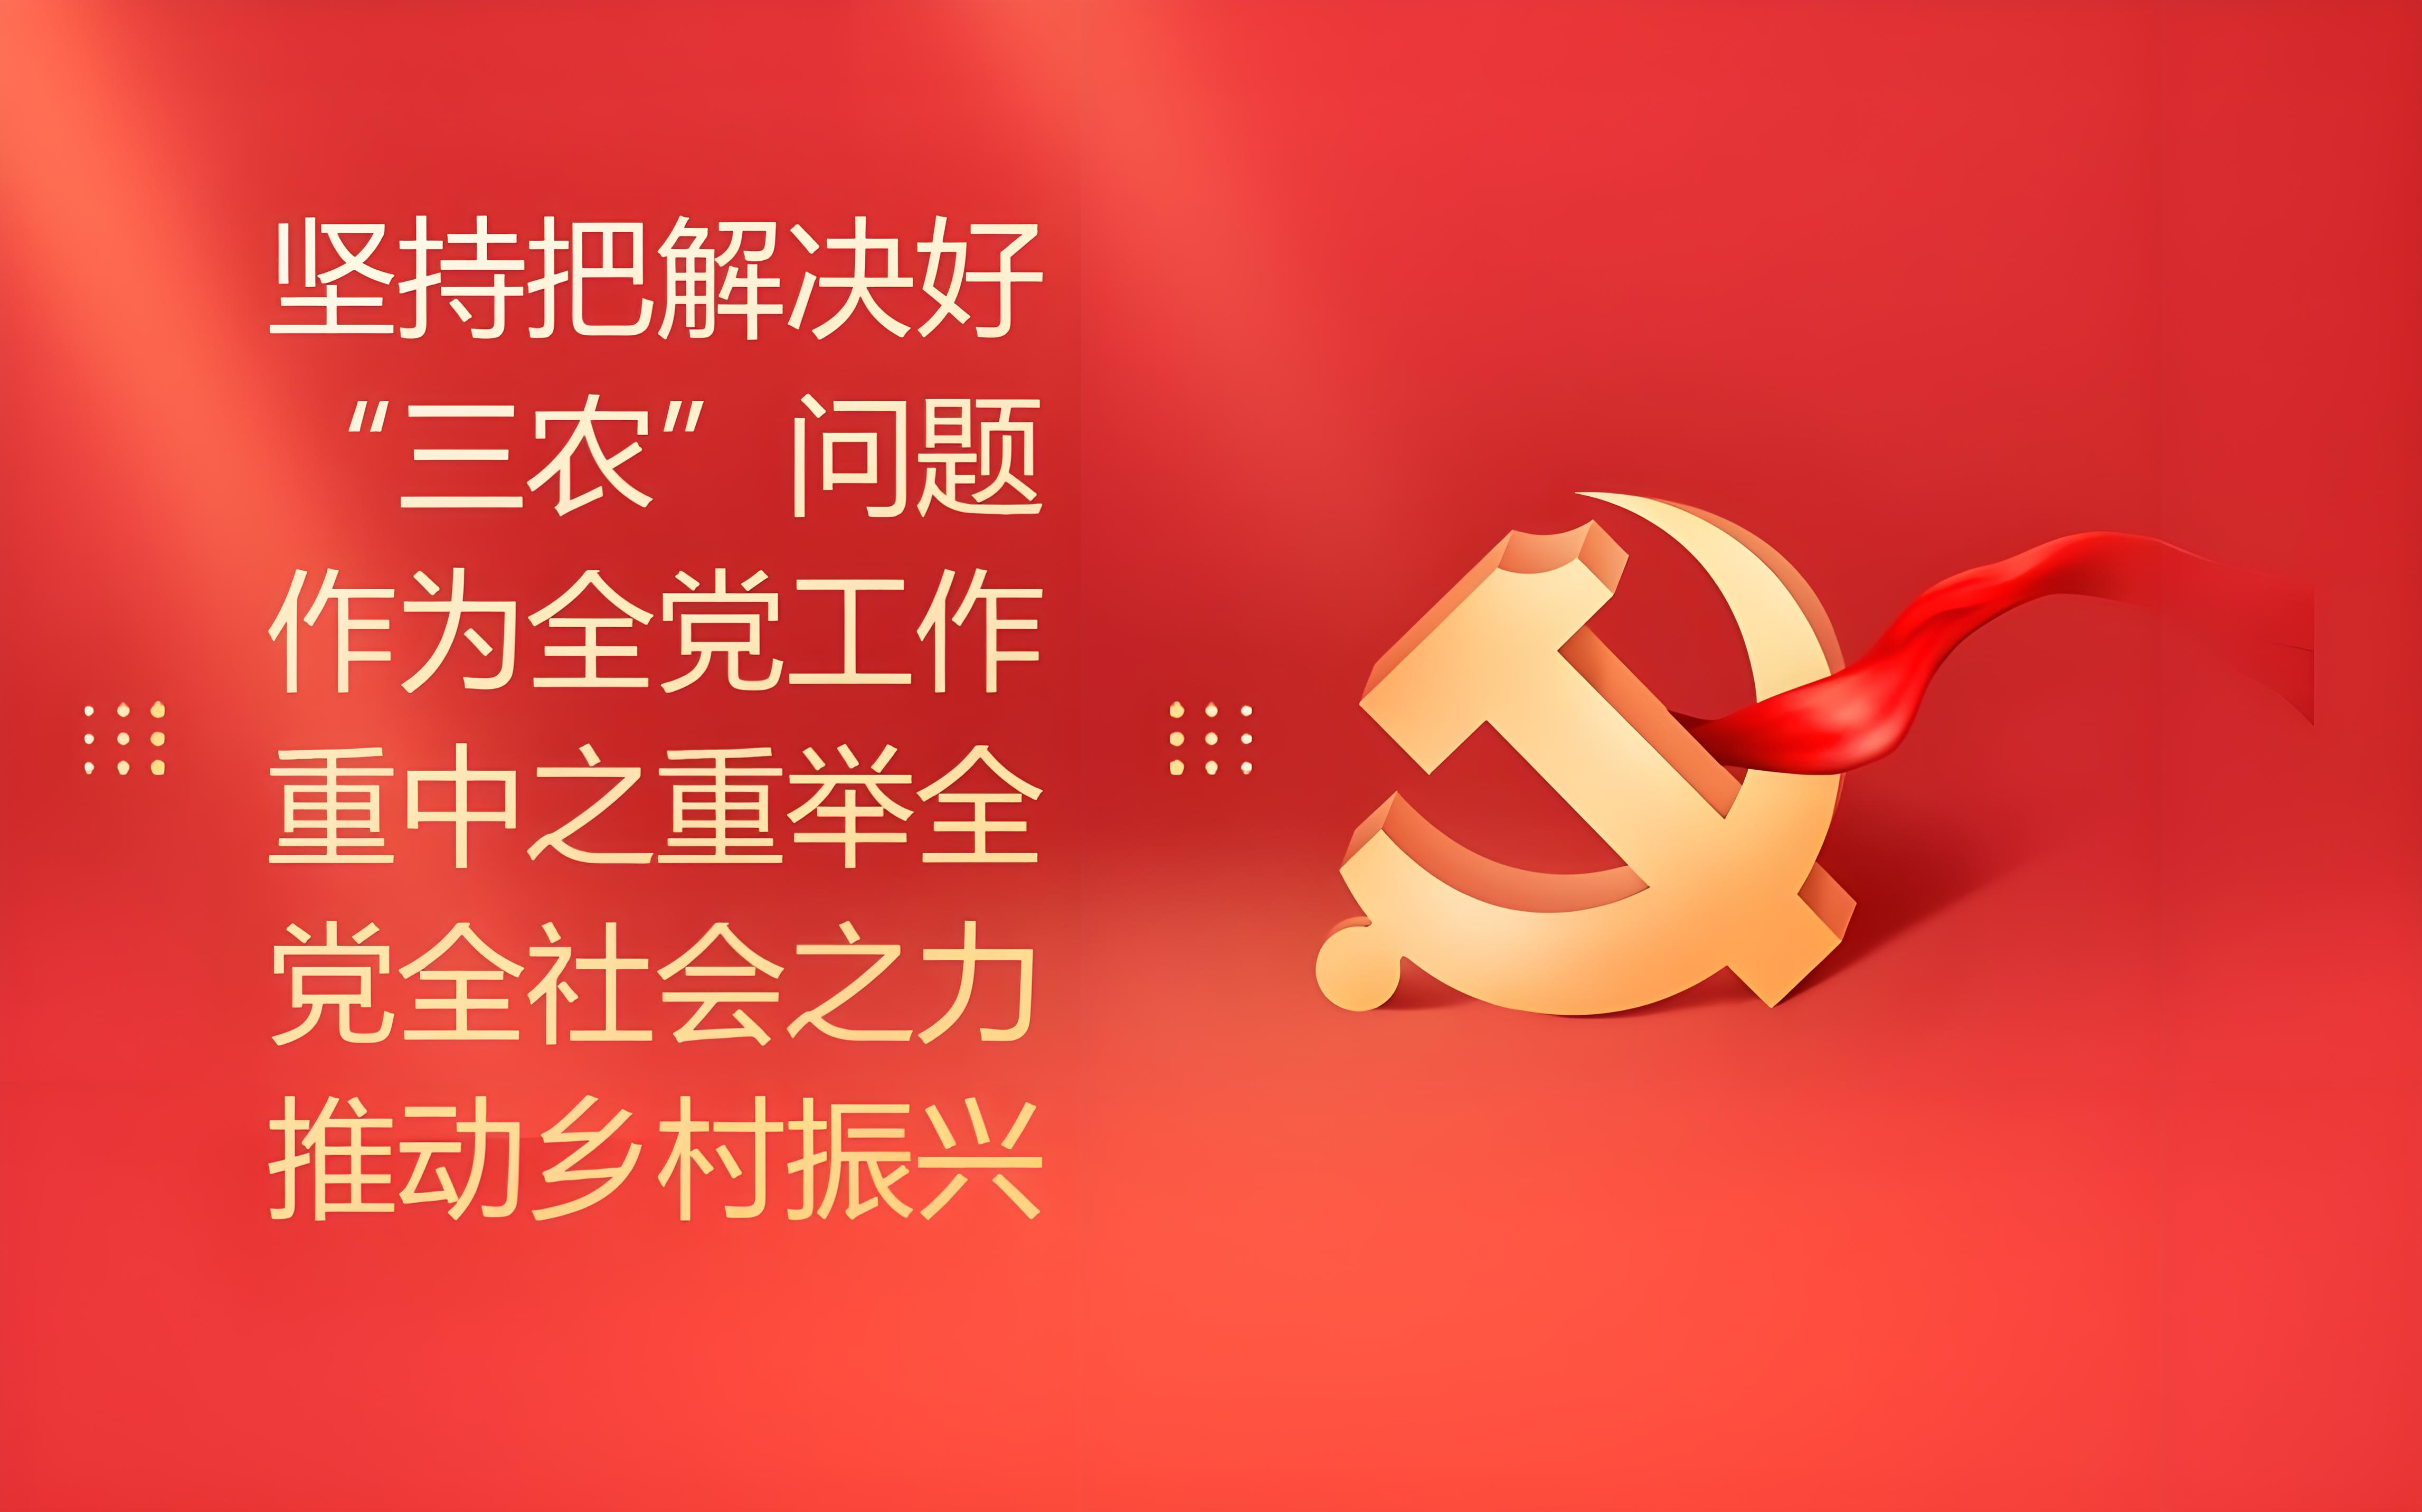 坚持把解决好
“三农”问题
作为全党工作
重中之重举全
党全社会之力
推动乡村振兴